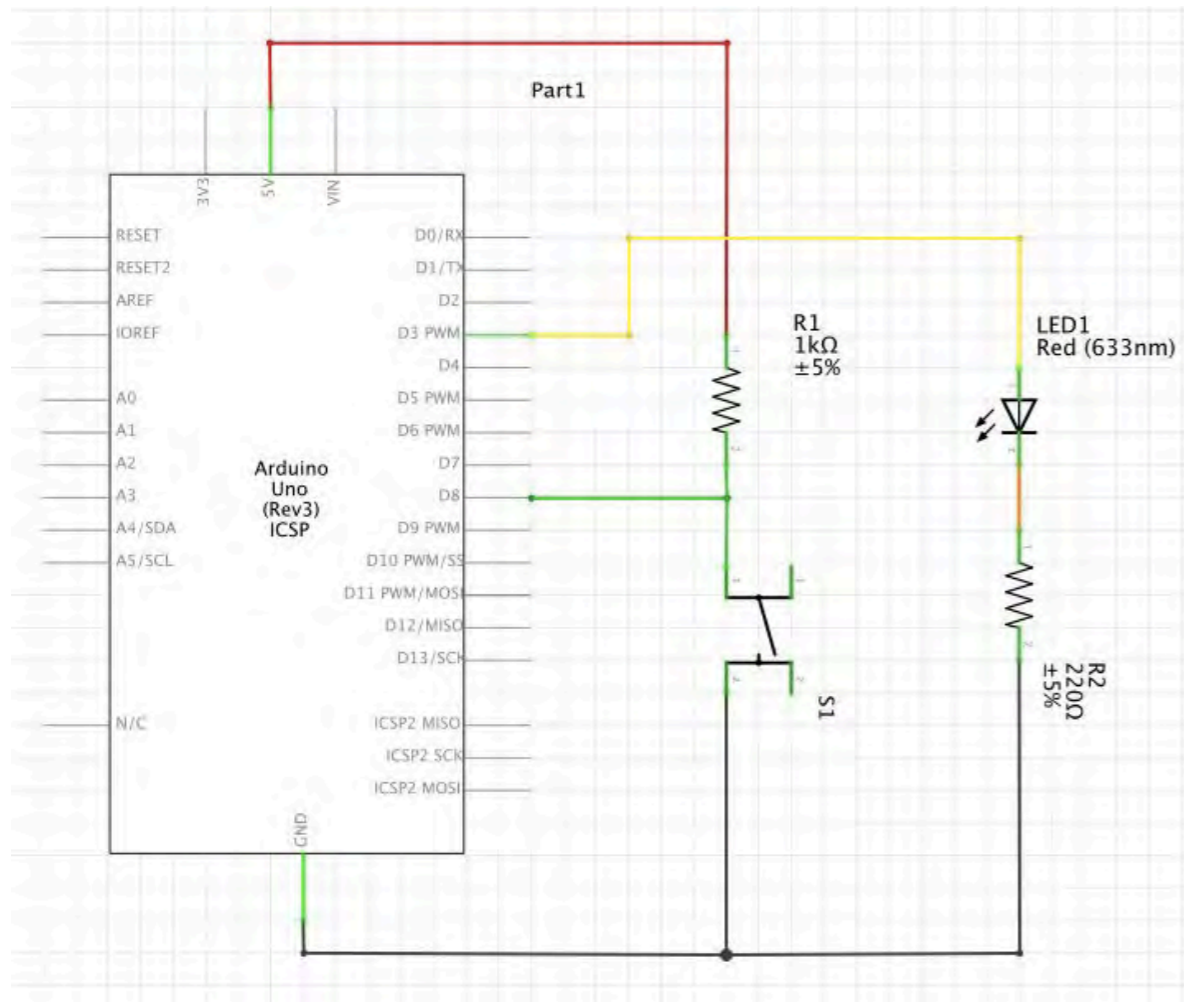 Part1
3V3
5V
VIN
RESET
RESET2
AREF
IOREF
A0
A1
A2
A3
A4/SDA
A5/SCL
N/C
Arduino
Uno
(Rev3)
ICSP
D0/RX
D1/TX
D2
D3 PWM
D4
D5 PWM
D6 PWM
D7
D8
D9 PWM
D10 PWM/SS
D11 PWM/MOSI
D12/MISO
D13/SCK
ICSP2 MISO
ICSP2 SCK
ICSP2 MOSI
GND
R1
1kΩ
±5%
LED1
Red (633nm)
S1
R2
220Ω
±5%